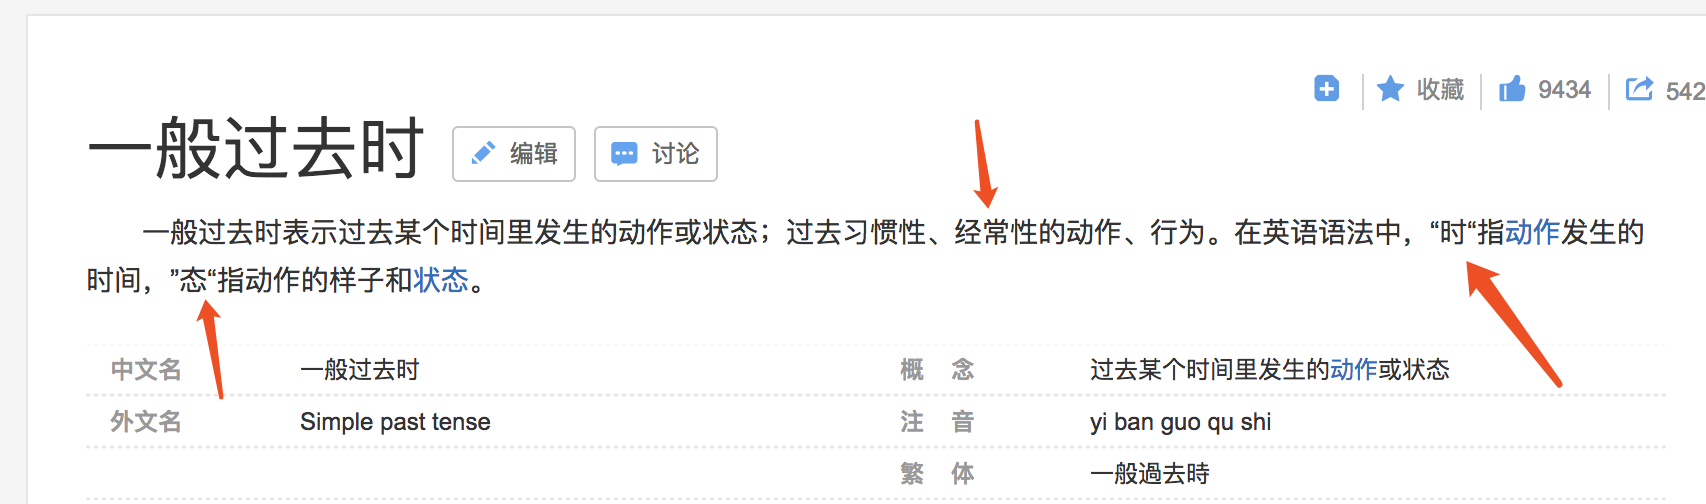 收藏 9434 542
一般过去时 编辑 讨论
一般过去时表示过去某个时间里发生的动作或状态；过去习惯性、经常性的动作、行为。在英语语法中，“时“指动作发生的
时间，”态“指动作的样子和状态。
中文名 一般过去时 概 念 过去某个时间里发生的动作或状态
外文名 Simple past tense 注 音 yi ban guo qu shi
繁 体 一般過去時